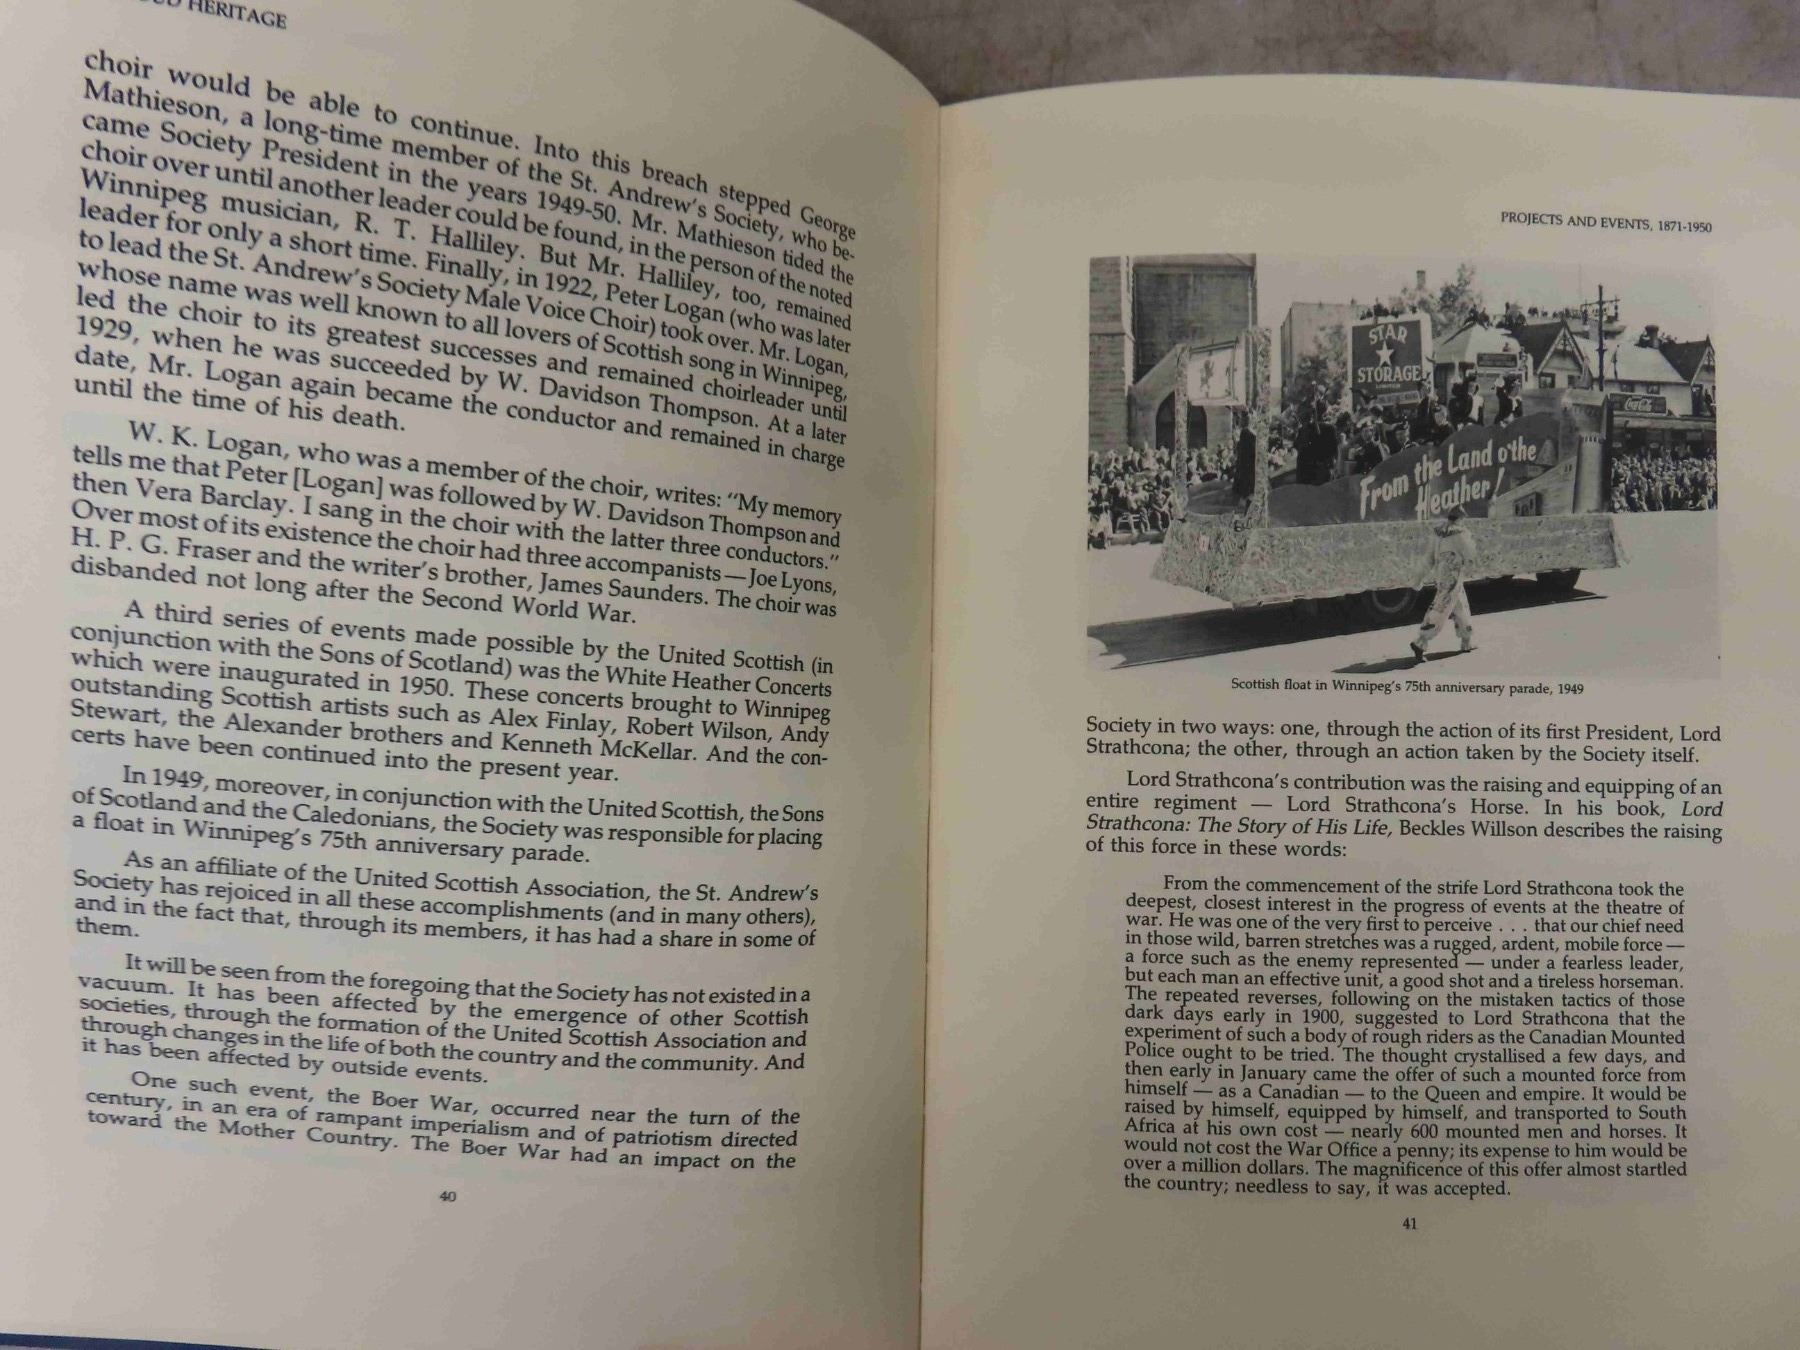 HERITAGE
choir would be able to continue. Into this breach stepped George
Mathieson, a long-time member of the St. Andrew's Society, who be-
came Society President in the years 1949-50. Mr. Mathieson tided the
choir over until another leader could be found, in the person of the noted
Winnipeg musician, R. T. Halliley. But Mr. Halliley, too, remained
leader for only a short time. Finally, in 1922, Peter Logan (who was later
to lead the St. Andrew's Society Male Voice Choir) took over. Mr. Logan,
whose name was well known to all lovers of Scottish song in Winnipeg,
led the choir to its greatest successes and remained choirleader until
1929, when he was succeeded by W. Davidson Thompson. At a later
date, Mr. Logan again became the conductor and remained in charge
until the time of his death.
W. K. Logan, who was a member of the choir, writes: "My memory
tells me that Peter [Logan] was followed by W. Davidson Thompson and
then Vera Barclay. I sang in the choir with the latter three conductors."
Over most of its existence the choir had three accompanists — Joe Lyons,
H. P. G. Fraser and the writer's brother, James Saunders. The choir was
disbanded not long after the Second World War.
A third series of events made possible by the United Scottish (in
conjunction with the Sons of Scotland) was the White Heather Concerts
which were inaugurated in 1950. These concerts brought to Winnipeg
outstanding Scottish artists such as Alex Finlay, Robert Wilson, Andy
Stewart, the Alexander brothers and Kenneth McKellar. And the con-
certs have been continued into the present year.
In 1949, moreover, in conjunction with the United Scottish, the Sons
of Scotland and the Caledonians, the Society was responsible for placing
a float in Winnipeg's 75th anniversary parade.
As an affiliate of the United Scottish Association, the St. Andrew's
Society has rejoiced in all these accomplishments (and in many others),
and in the fact that, through its members, it has had a share in some of
them.
It will be seen from the foregoing that the Society has not existed in a
vacuum. It has been affected by the emergence of other Scottish
societies, through the formation of the United Scottish Association and
through changes in the life of both the country and the community. And
it has been affected by outside events.
One such event, the Boer War, occurred near the turn of the
century, in an era of rampant imperialism and of patriotism directed
toward the Mother Country. The Boer War had an impact on the
40
PROJECTS AND EVENTS, 1871-1950
STAR
STORAGE
LIMITED
Coca-Cola
From the Land o' the
Heather!
Scottish float in Winnipeg's 75th anniversary parade, 1949
Society in two ways: one, through the action of its first President, Lord
Strathcona; the other, through an action taken by the Society itself.
Lord Strathcona's contribution was the raising and equipping of an
entire regiment — Lord Strathcona's Horse. In his book, Lord
Strathcona: The Story of His Life, Beckles Willson describes the raising
of this force in these words:
From the commencement of the strife Lord Strathcona took the
deepest, closest interest in the progress of events at the theatre of
war. He was one of the very first to perceive . . . that our chief need
in those wild, barren stretches was a rugged, ardent, mobile force —
a force such as the enemy represented — under a fearless leader,
but each man an effective unit, a good shot and a tireless horseman.
The repeated reverses, following on the mistaken tactics of those
dark days early in 1900, suggested to Lord Strathcona that the
experiment of such a body of rough riders as the Canadian Mounted
Police ought to be tried. The thought crystallised a few days, and
then early in January came the offer of such a mounted force from
himself — as a Canadian — to the Queen and empire. It would be
raised by himself, equipped by himself, and transported to South
Africa at his own cost — nearly 600 mounted men and horses. It
would not cost the War Office a penny; its expense to him would be
over a million dollars. The magnificence of this offer almost startled
the country; needless to say, it was accepted.
41